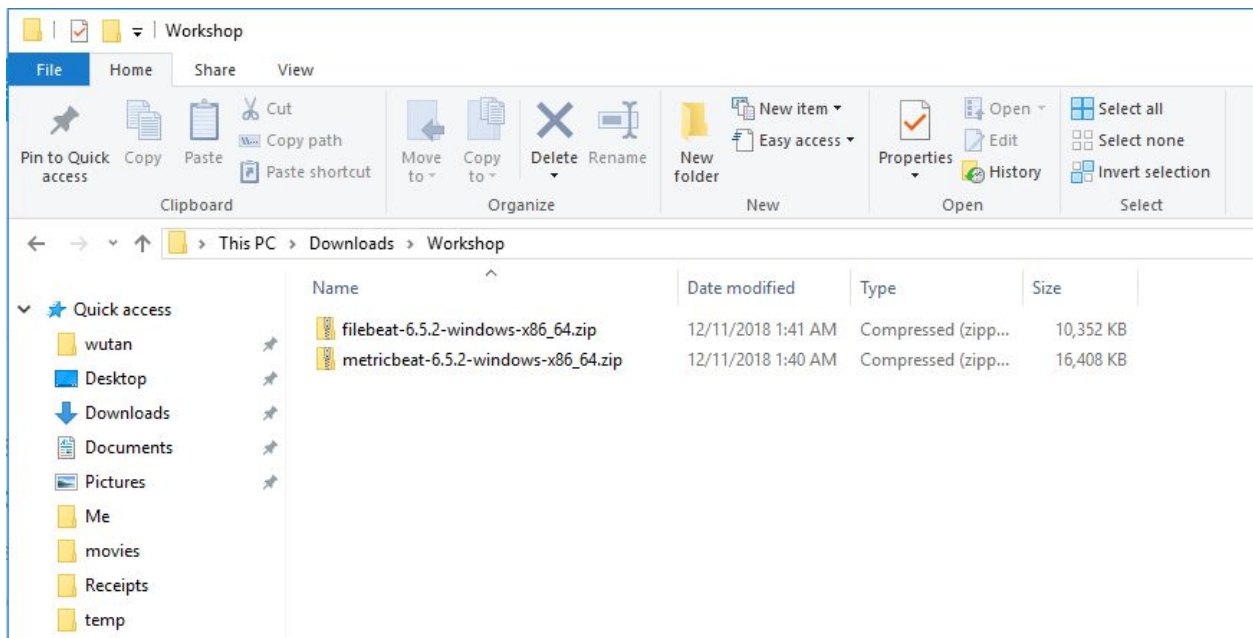 Workshop
File Home Share View
Pin to Quick access
Copy
Paste
Cut
Copy path
Paste shortcut
Clipboard
Move to
Copy to
Delete
Rename
Organize
New folder
New item
Easy access
New
Properties
Open
Edit
History
Open
Select all
Select none
Invert selection
Select
This PC > Downloads > Workshop
Name Date modified Type Size
filebeat-6.5.2-windows-x86_64.zip 12/11/2018 1:41 AM Compressed (zipp... 10,352 KB
metricbeat-6.5.2-windows-x86_64.zip 12/11/2018 1:40 AM Compressed (zipp... 16,408 KB
Quick access
wutan
Desktop
Downloads
Documents
Pictures
Me
movies
Receipts
temp